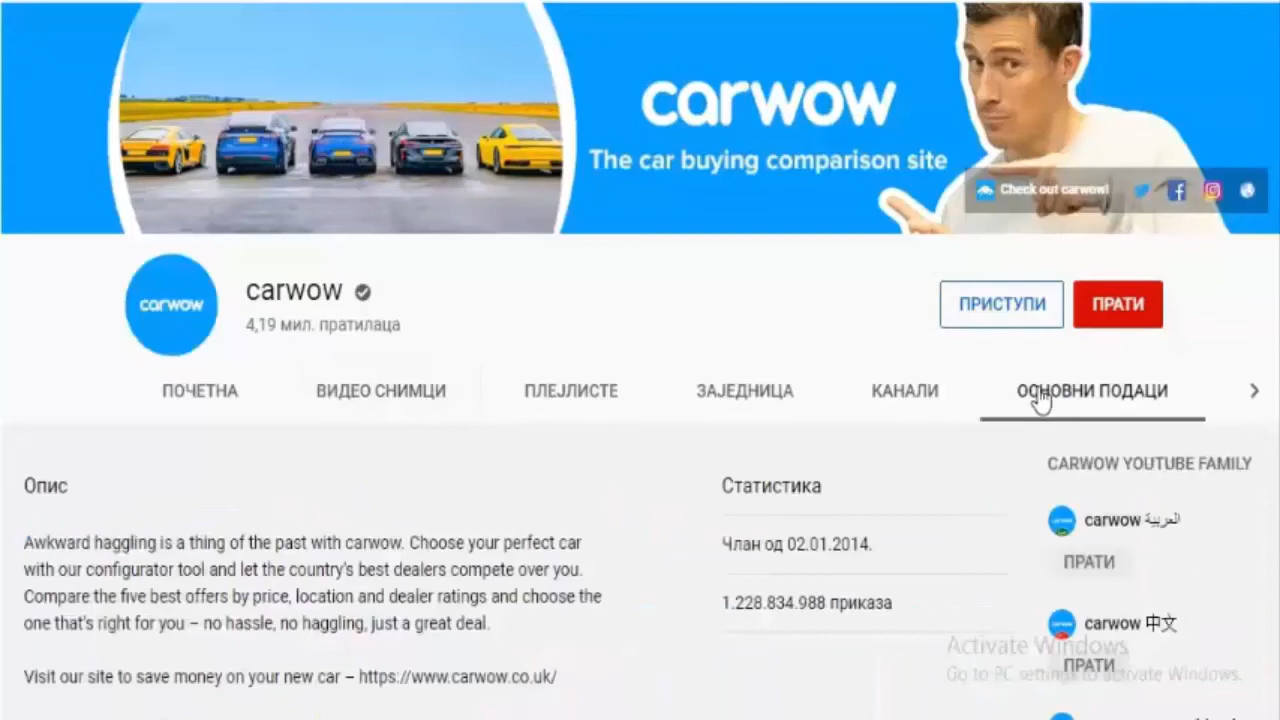 carwow
The car buying comparison site
Check out carwow!
carwow
carwow
4,19 мил. пратилаца
ПРИСТУПИ
ПРАТИ
ПОЧЕТНА
ВИДЕО СНИМЦИ
ПЛЕЈЛИСТЕ
ЗАЈЕДНИЦА
КАНАЛИ
ОСНОВНИ ПОДАЦИ
Опис
Awkward haggling is a thing of the past with carwow. Choose your perfect car
with our configurator tool and let the country's best dealers compete over you.
Compare the five best offers by price, location and dealer ratings and choose the
one that's right for you – no hassle, no haggling, just a great deal.
Visit our site to save money on your new car – https://www.carwow.co.uk/
Статистика
Члан од 02.01.2014.
1.228.834.988 приказа
CARWOW YOUTUBE FAMILY
carwow العربية
ПРАТИ
carwow 中文
ПРАТИ
Activate Windows
Go to PC settings to activate Windows.